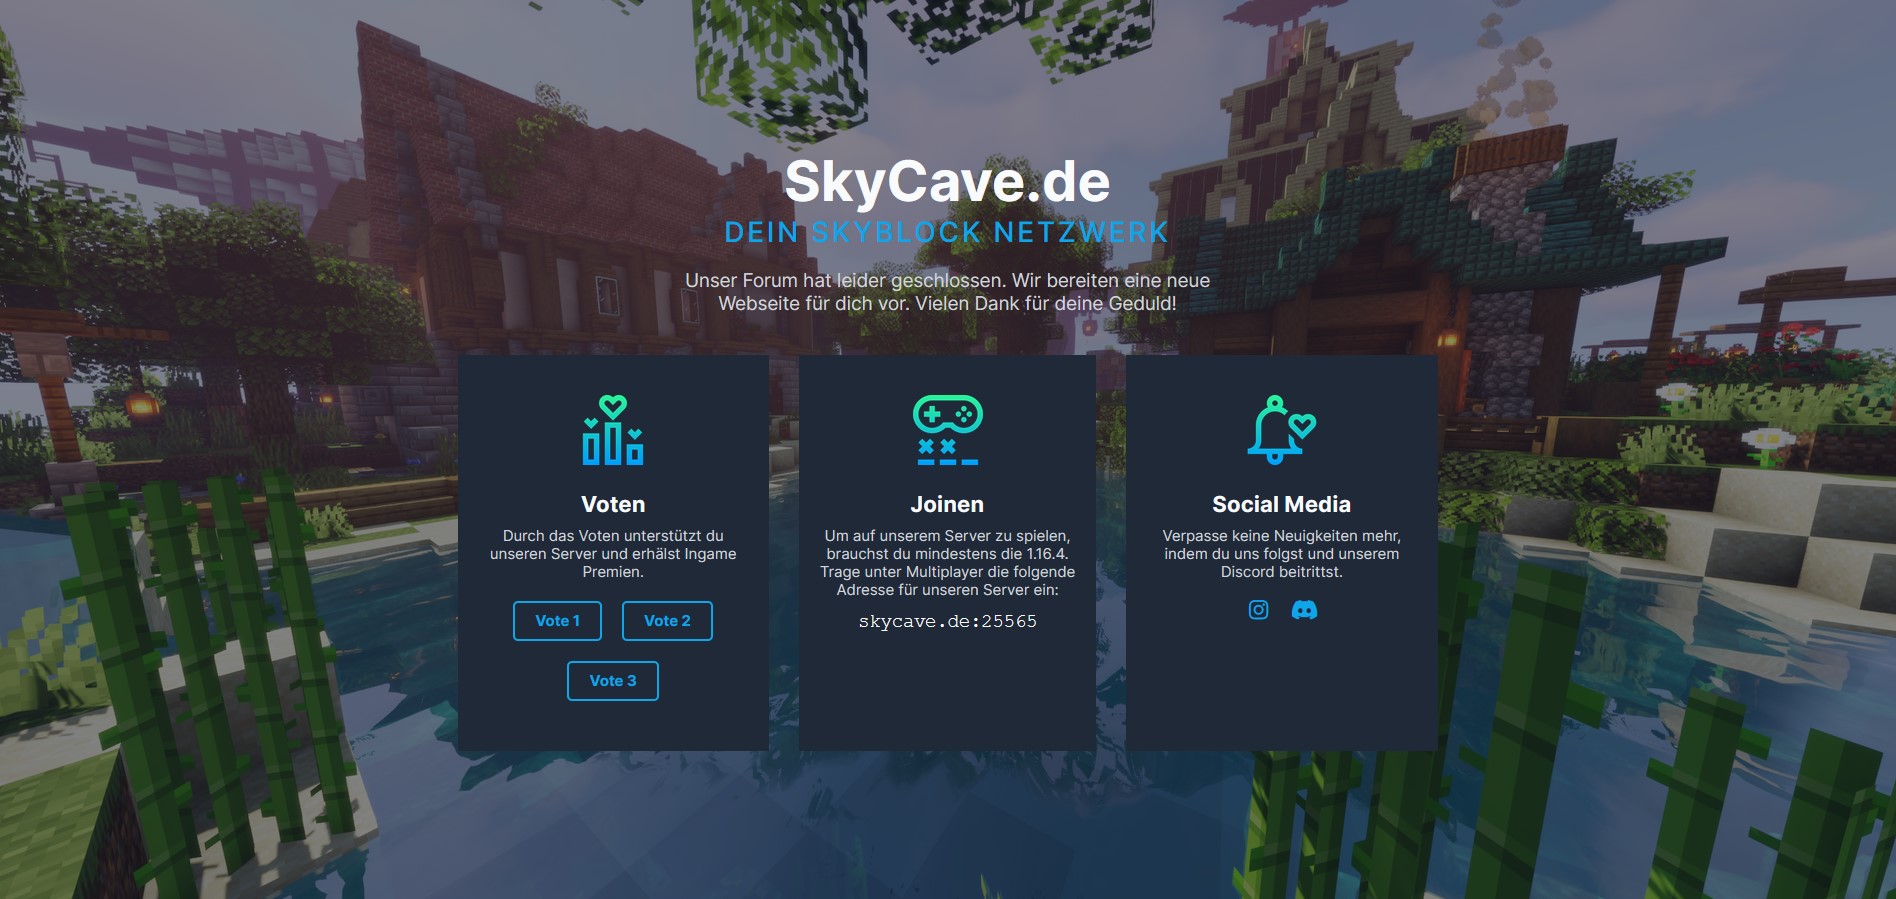 SkyCave.de
DEIN SKYBLOCK NETZWERK
Unser Forum hat leider geschlossen. Wir bereiten eine neue
Webseite für dich vor. Vielen Dank für deine Geduld!
Voten
Durch das Voten unterstützt du
unseren Server und erhälst Ingame
Premien.
Vote 1
Vote 2
Vote 3
Joinen
Um auf unserem Server zu spielen,
brauchst du mindestens die 1.16.4.
Trage unter Multiplayer die folgende
Adresse für unseren Server ein:
skycave.de:25565
Social Media
Verpasse keine Neuigkeiten mehr,
indem du uns folgst und unserem
Discord beitrittst.